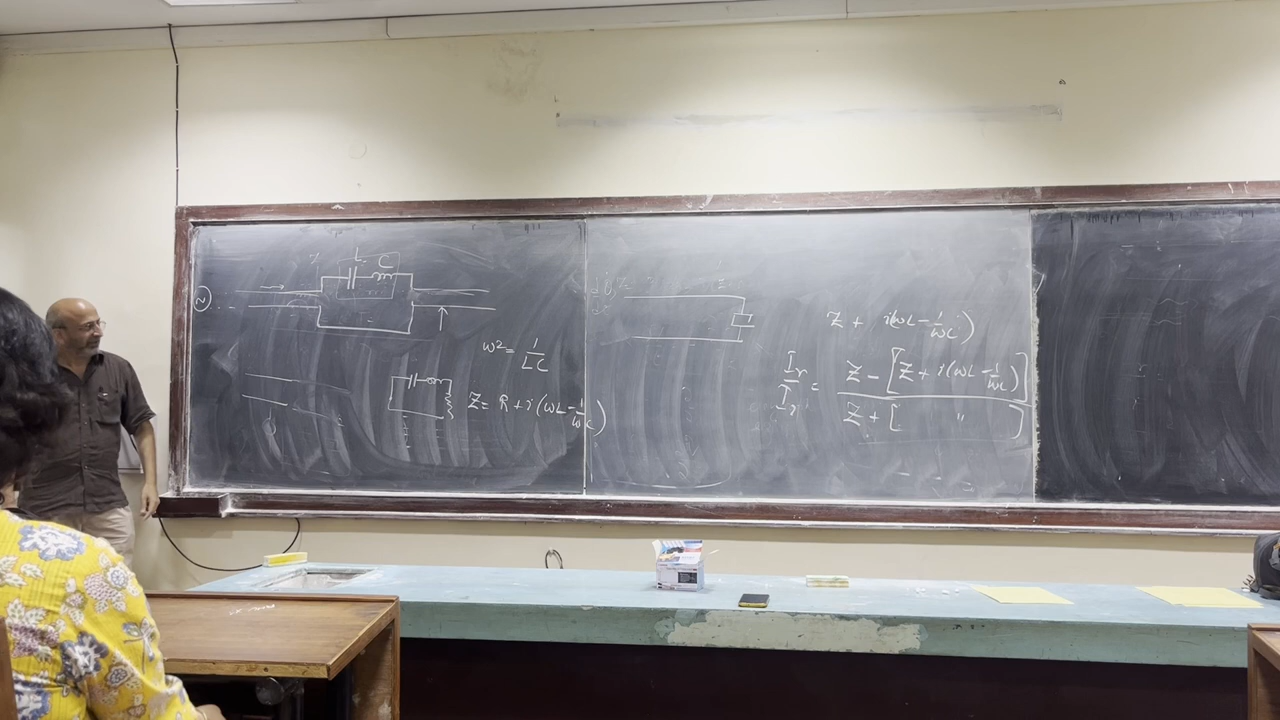 L C
ω² = 1/LC
Z = R + i(ωL - 1/ωC)
Z + i(ωL - 1/ωC)
Ir/Ii = Z - [Z + i(ωL - 1/ωC)]
Z + [ " ]